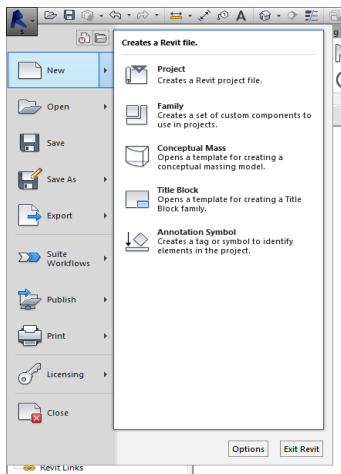 S
A
g
Creates a Revit file.
New
Project
Creates a Revit project file.
Open
Family
Creates a set of custom components to
use in projects.
Save
Conceptual Mass
Opens a template for creating a
conceptual massing model.
Save As
Title Block
Opens a template for creating a Title
Block family.
Export
Annotation Symbol
Creates a tag or symbol to identify
elements in the project.
Suite
Workflows
Publish
Print
Licensing
Close
Options
Exit Revit
Revit Links